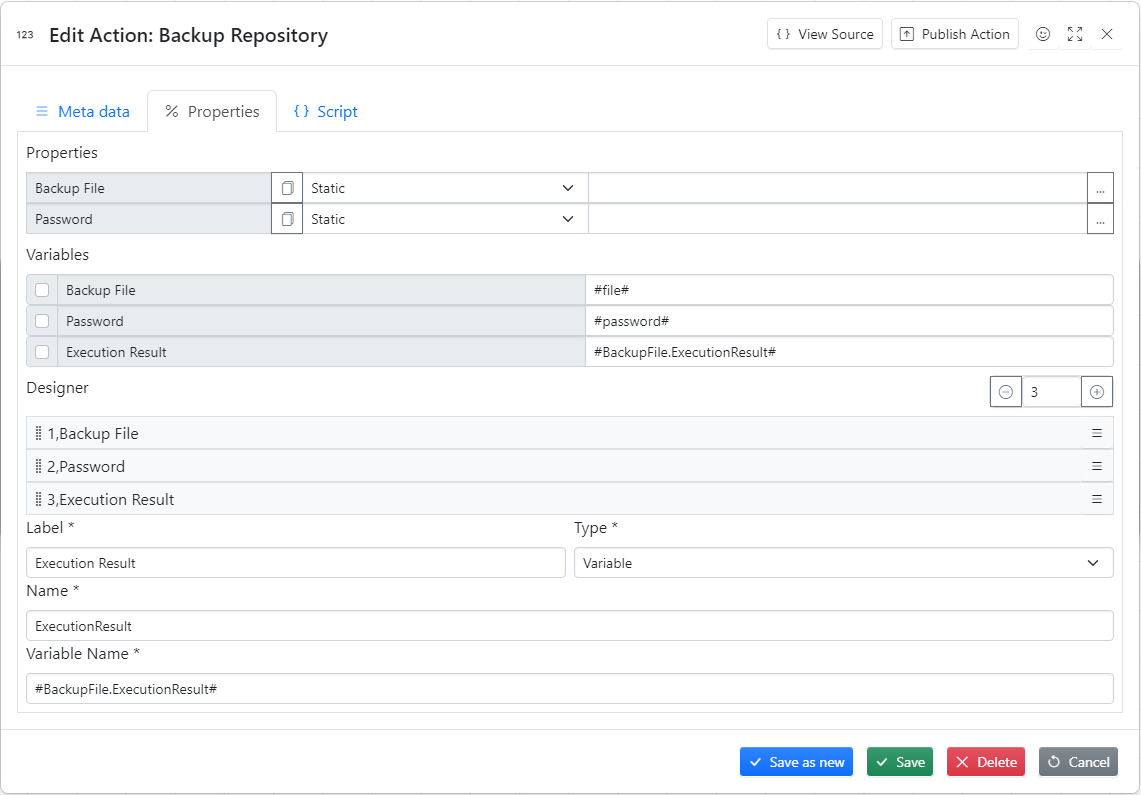 123 Edit Action: Backup Repository { } View Source Publish Action
Meta data Properties { } Script
Properties
Backup File Static ...
Password Static ...
Variables
Backup File #file#
Password #password#
Execution Result #BackupFile.ExecutionResult#
Designer 3
1,Backup File
2,Password
3,Execution Result
Label * Type *
Execution Result Variable
Name *
ExecutionResult
Variable Name *
#BackupFile.ExecutionResult#
Save as new Save Delete Cancel